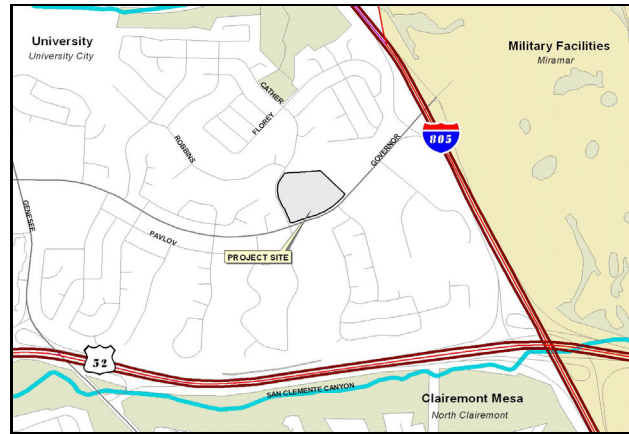 University
University City
Military Facilities
Miramar
CATHER
FLOREY
ROBBINS
GOVERNOR
805
GENESEE
PAVLOV
PROJECT SITE
52
SAN CLEMENTE CANYON
Clairemont Mesa
North Clairemont